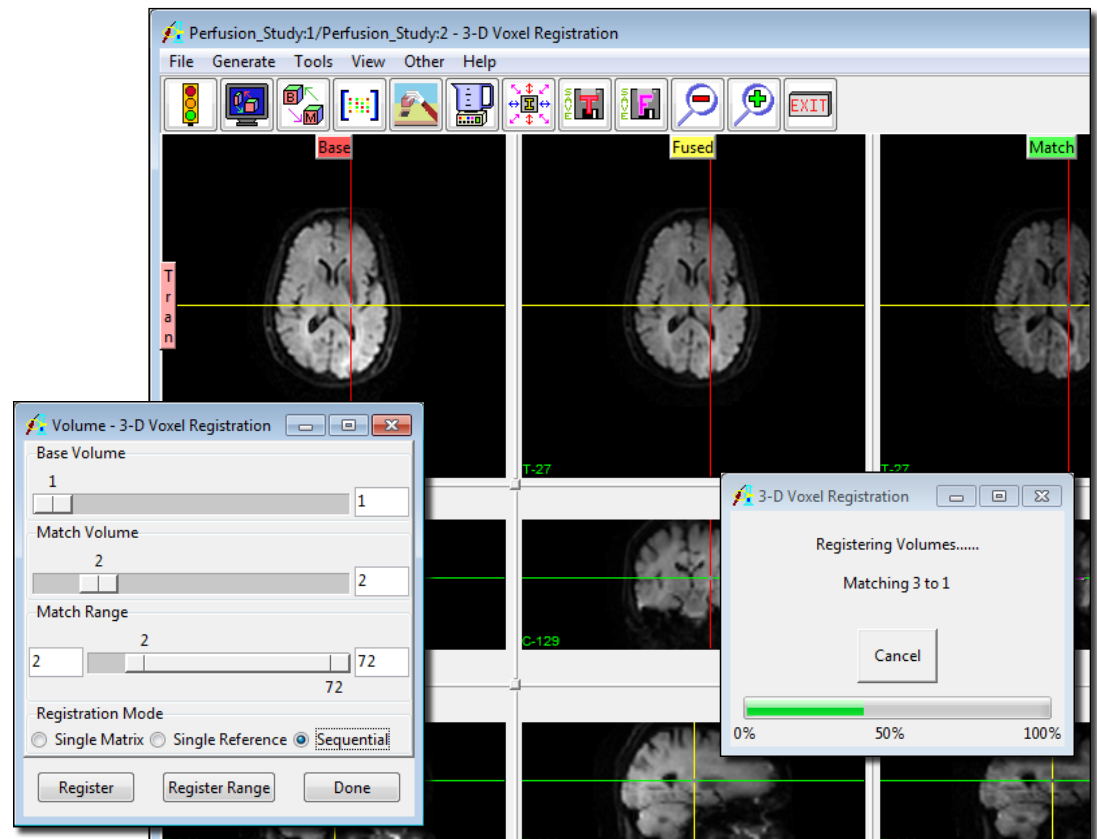 Perfusion_Study:1/Perfusion_Study:2 - 3-D Voxel Registration
File Generate Tools View Other Help
B M I SAVE T SAVE F EXIT
Base Fused Match
Tran
T-27 T-27
C-129
Volume - 3-D Voxel Registration
Base Volume
1
1
Match Volume
2
2
Match Range
2
2 72
72
Registration Mode
Single Matrix Single Reference Sequential
Register Register Range Done
3-D Voxel Registration
Registering Volumes......
Matching 3 to 1
Cancel
0% 50% 100%